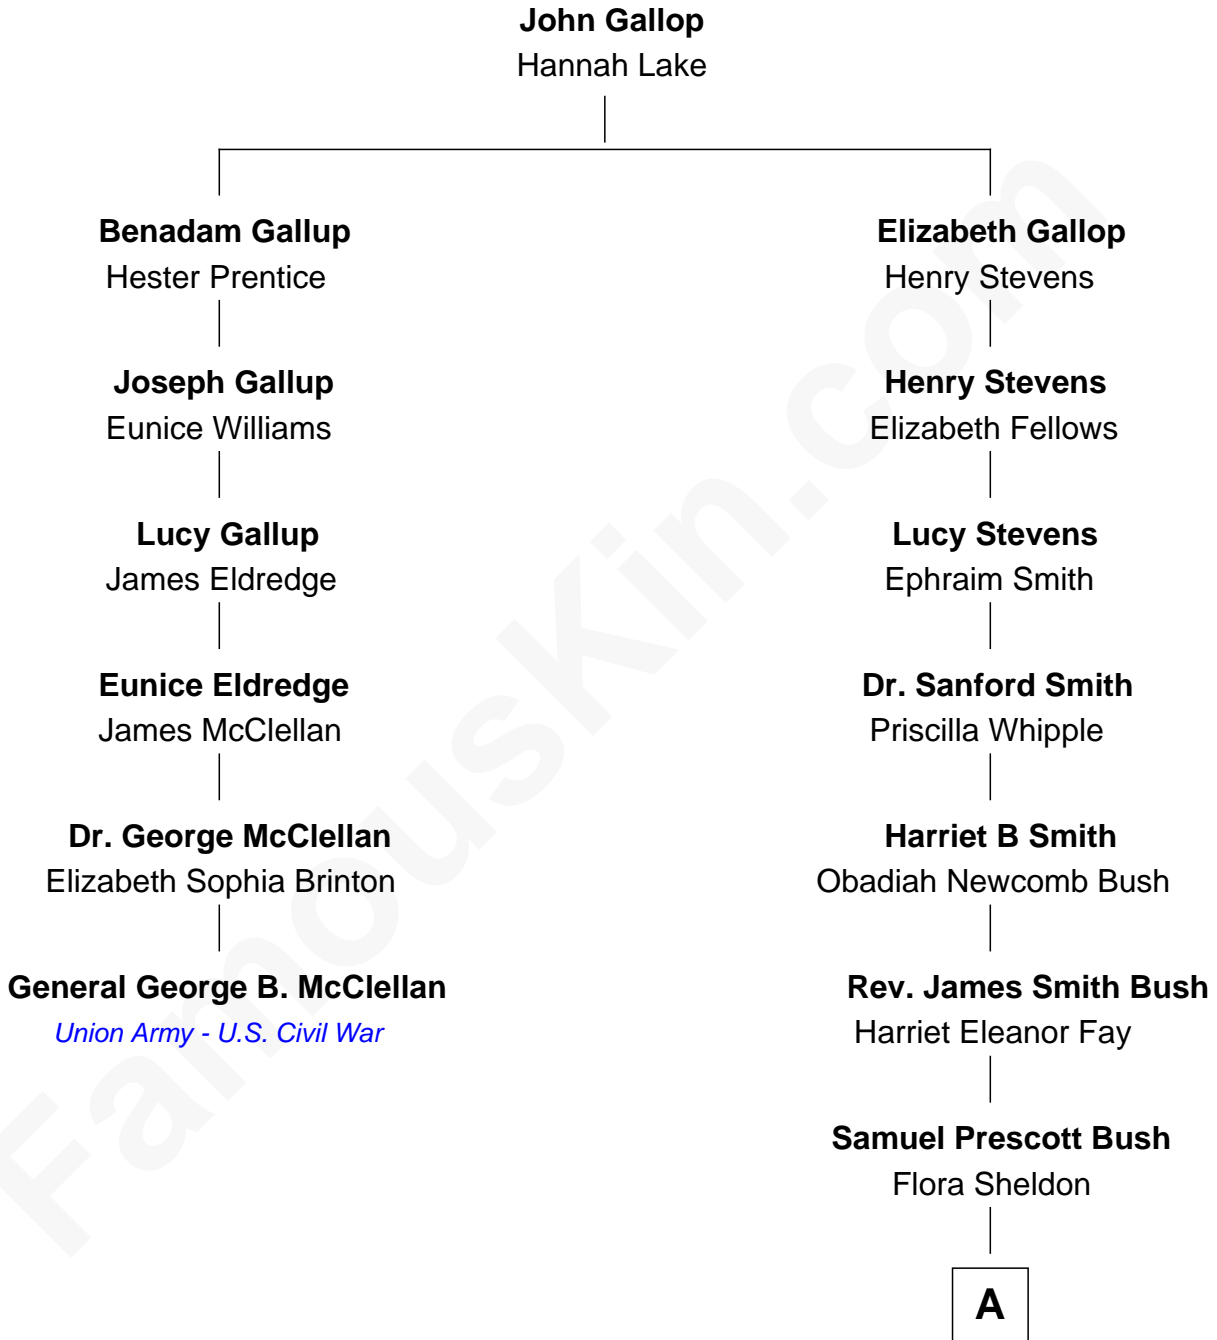 John Gallop
Hannah Lake
Benadam Gallup
Hester Prentice
Elizabeth Gallop
Henry Stevens
Joseph Gallup
Eunice Williams
Henry Stevens
Elizabeth Fellows
Lucy Gallup
James Eldredge
Lucy Stevens
Ephraim Smith
Eunice Eldredge
James McClellan
Dr. Sanford Smith
Priscilla Whipple
Dr. George McClellan
Elizabeth Sophia Brinton
Harriet B Smith
Obadiah Newcomb Bush
General George B. McClellan
Union Army - U.S. Civil War
Rev. James Smith Bush
Harriet Eleanor Fay
Samuel Prescott Bush
Flora Sheldon
A
FamousKin.com